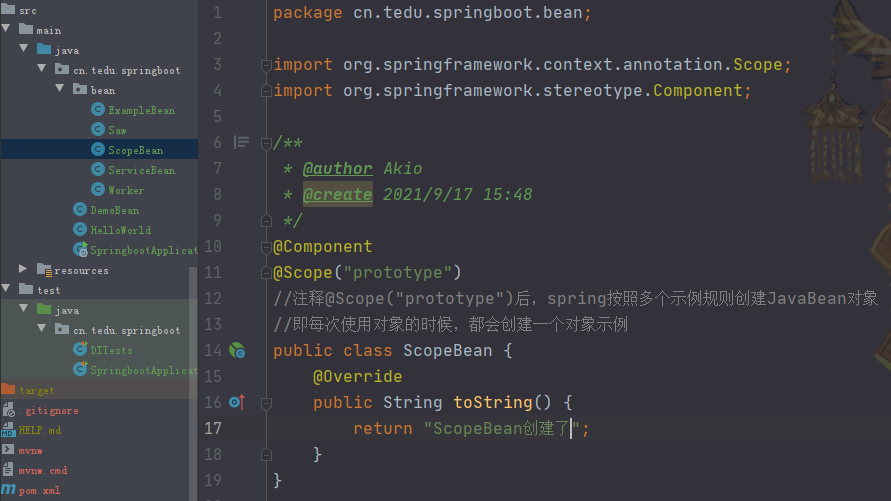 src
main
java
cn.tedu.springboot
bean
ExampleBean
Saw
ScopeBean
ServiceBean
Worker
DemoBean
HelloWorld
SpringbootApplicat
resources
test
java
cn.tedu.springboot
DITests
SpringbootApplicat
target
.gitignore
HELP.md
mvnw
mvnw.cmd
pom.xml
1 package cn.tedu.springboot.bean;
2
3 import org.springframework.context.annotation.Scope;
4 import org.springframework.stereotype.Component;
5
6 /**
7 * @author Akio
8 * @create 2021/9/17 15:48
9 */
10 @Component
11 @Scope("prototype")
12 //注释@Scope("prototype")后，spring按照多个示例规则创建JavaBean对象
13 //即每次使用对象的时候，都会创建一个对象示例
14 public class ScopeBean {
15 @Override
16 public String toString() {
17 return "ScopeBean创建了";
18 }
19 }